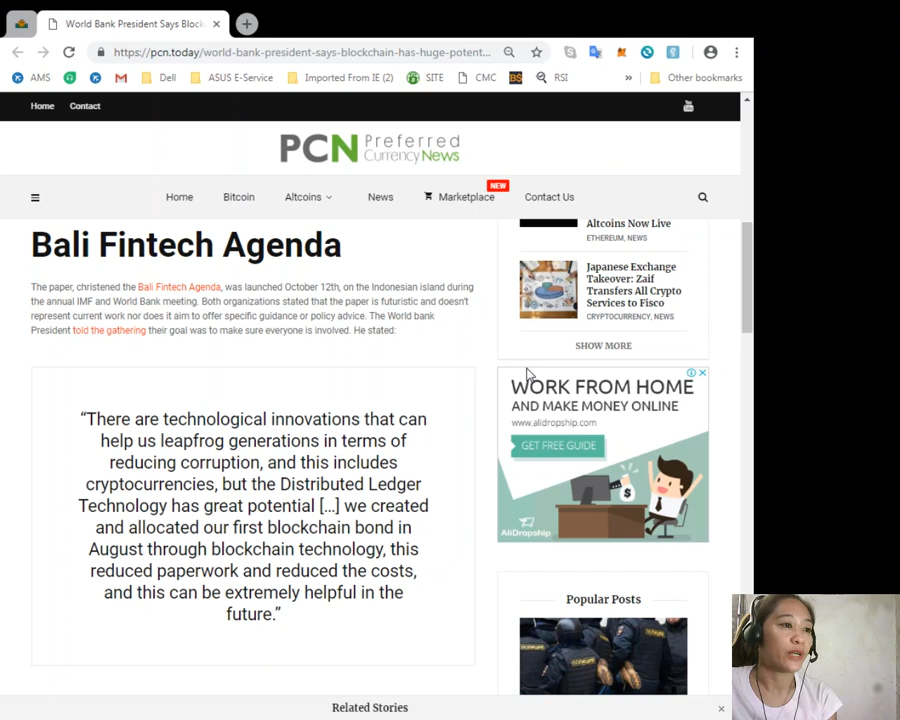 World Bank President Says Block
https://pcn.today/world-bank-president-says-blockchain-has-huge-potent...
AMS
Dell
ASUS E-Service
Imported From IE (2)
SITE
CMC
BS
RSI
»
Other bookmarks
Home
Contact
PCN Preferred
Currency News
Home
Bitcoin
Altcoins
News
Marketplace
NEW
Contact Us
Bali Fintech Agenda
The paper, christened the Bali Fintech Agenda, was launched October 12th, on the Indonesian island during
the annual IMF and World Bank meeting. Both organizations stated that the paper is futuristic and doesn't
represent current work nor does it aim to offer specific guidance or policy advice. The World bank
President told the gathering their goal was to make sure everyone is involved. He stated:
“There are technological innovations that can
help us leapfrog generations in terms of
reducing corruption, and this includes
cryptocurrencies, but the Distributed Ledger
Technology has great potential [...] we created
and allocated our first blockchain bond in
August through blockchain technology, this
reduced paperwork and reduced the costs,
and this can be extremely helpful in the
future.”
Altcoins Now Live
ETHEREUM, NEWS
Japanese Exchange
Takeover: Zaif
Transfers All Crypto
Services to Fisco
CRYPTOCURRENCY, NEWS
SHOW MORE
WORK FROM HOME
AND MAKE MONEY ONLINE
www.alidropship.com
GET FREE GUIDE
$
AliDropship
Popular Posts
Related Stories